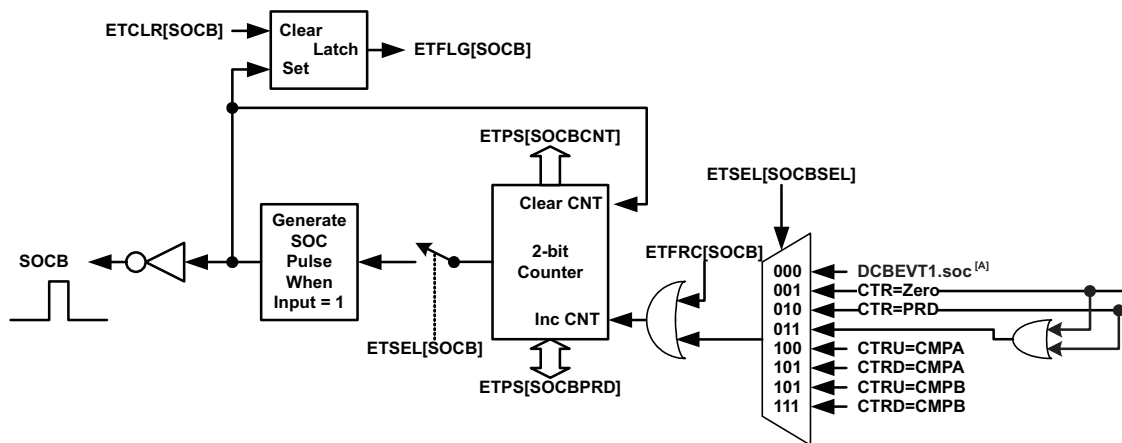 ETCLR[SOCB]
Clear
Latch
Set
ETFLG[SOCB]
ETPS[SOCBCNT]
ETSEL[SOCBSEL]
Clear CNT
2-bit
Counter
Inc CNT
Generate
SOC
Pulse
When
Input = 1
SOCB
ETSEL[SOCB]
ETPS[SOCBPRD]
ETFRC[SOCB]
000 DCBEVT1.soc [A]
001 CTR=Zero
010 CTR=PRD
011
100 CTRU=CMPA
101 CTRD=CMPA
101 CTRU=CMPB
111 CTRD=CMPB